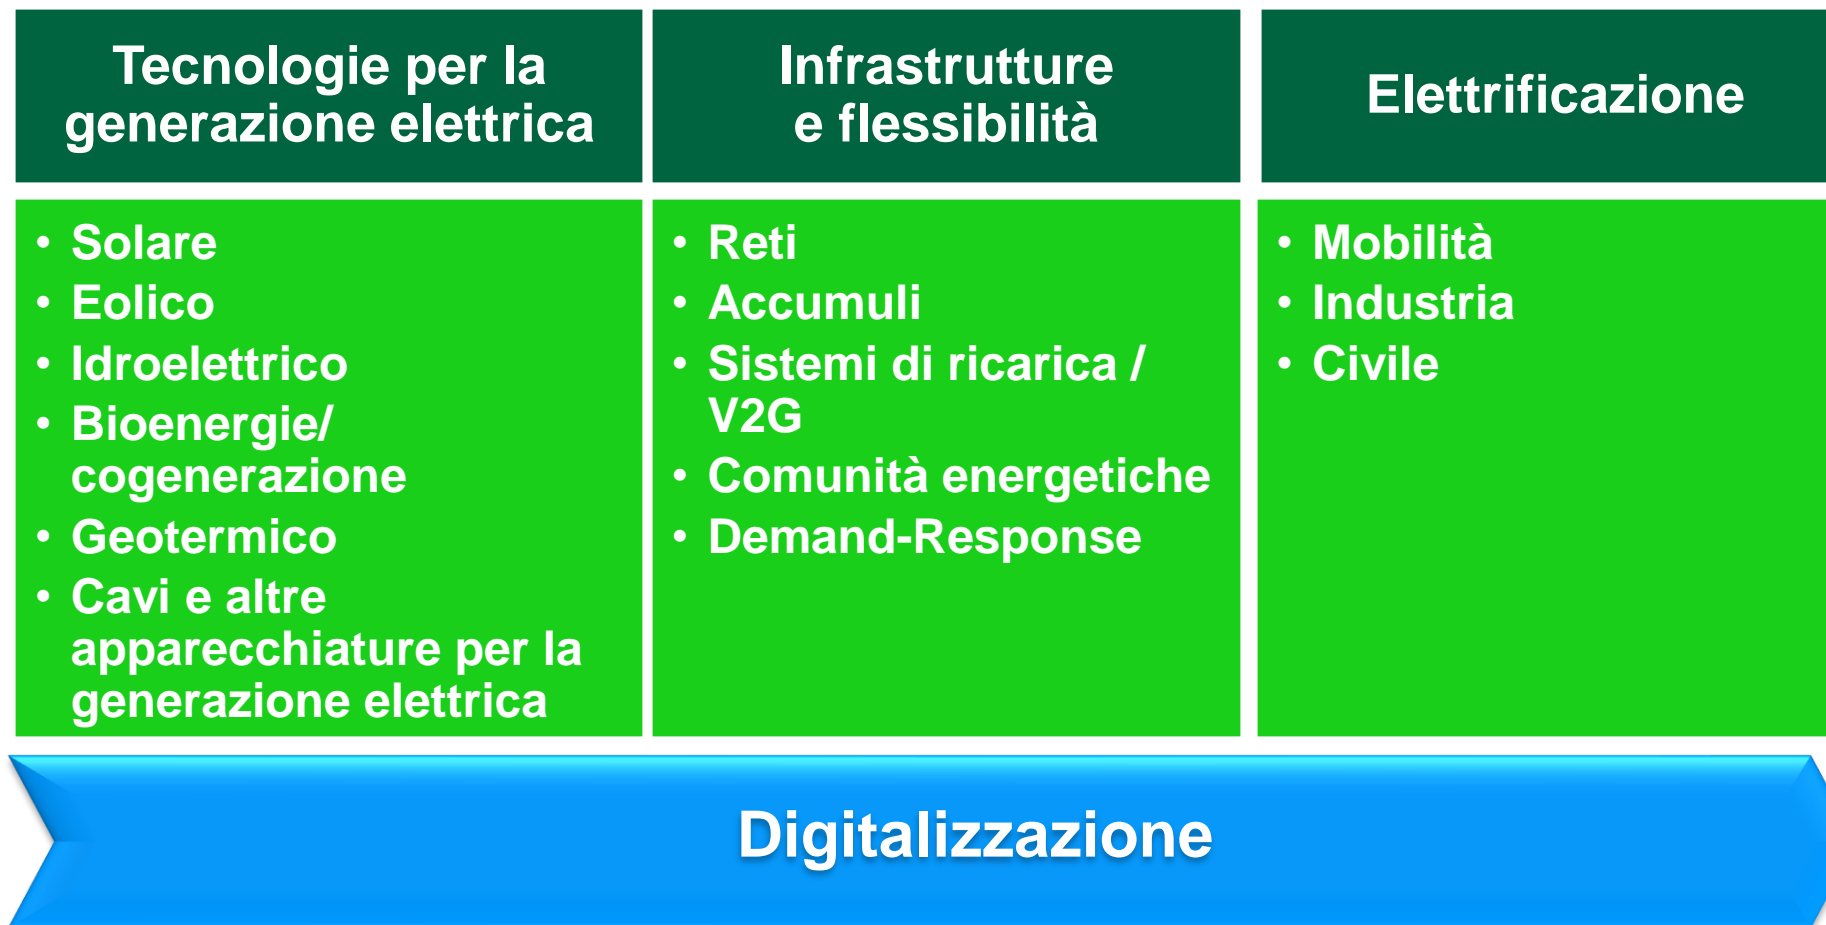 Tecnologie per la
generazione elettrica
• Solare
• Eolico
• Idroelettrico
• Bioenergie/
cogenerazione
• Geotermico
• Cavi e altre
apparecchiature per la
generazione elettrica
Infrastrutture
e flessibilità
• Reti
• Accumuli
• Sistemi di ricarica /
V2G
• Comunità energetiche
• Demand-Response
Elettrificazione
• Mobilità
• Industria
• Civile
Digitalizzazione